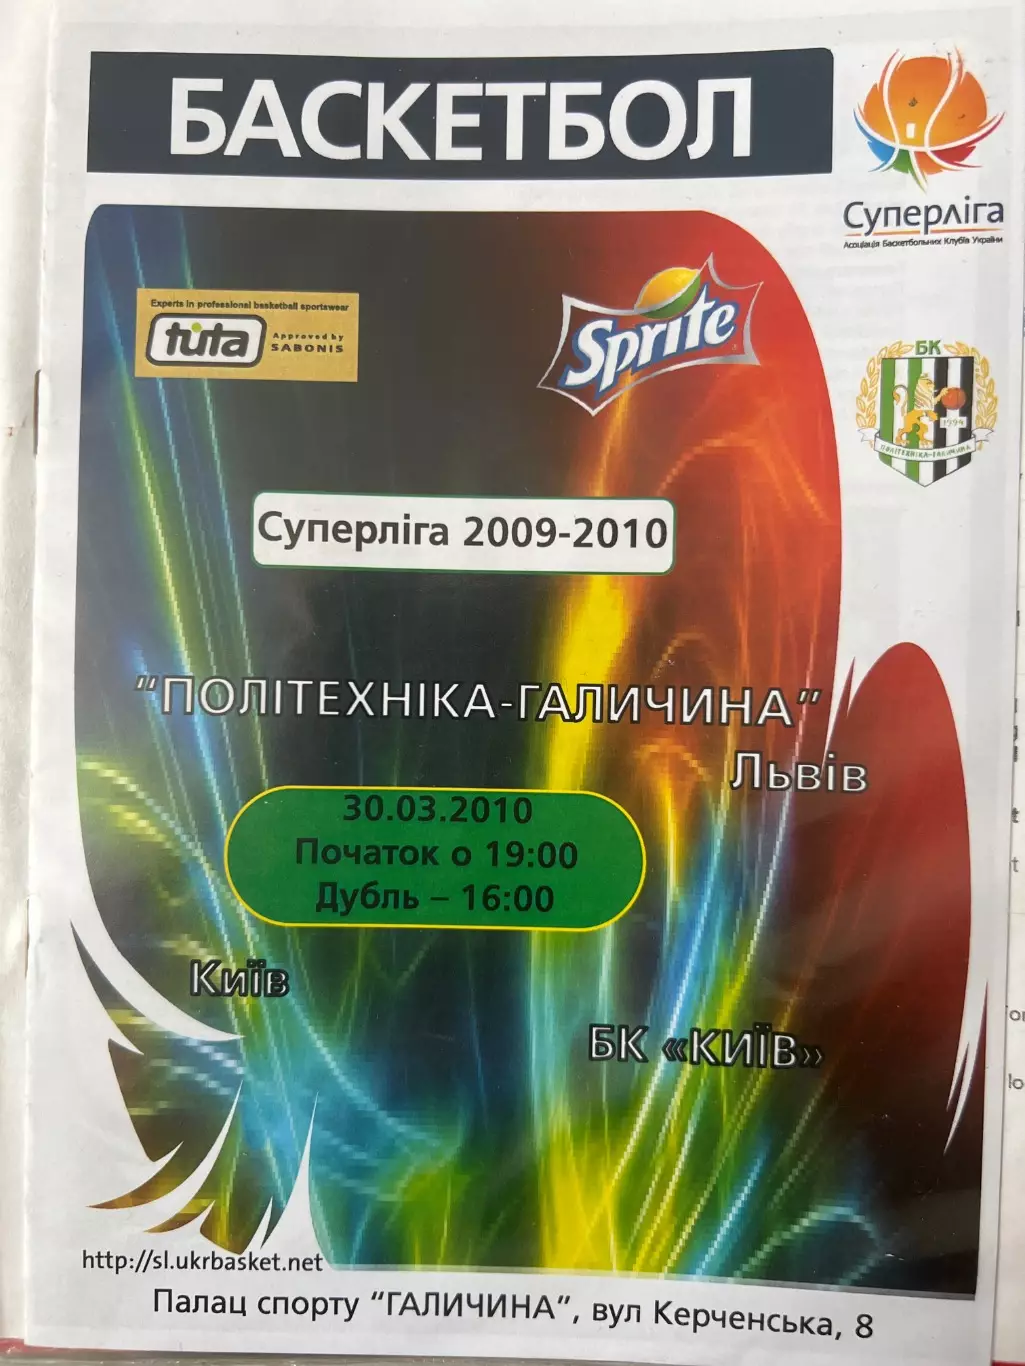 БАСКЕТБОЛ
Суперліга
Асоціація Баскетбольних Клубів України
Experts in professional basketball sportswear
tuta
Approved by
SABONIS
Sprite
БК
1994
ПОЛІТЕХНІКА-ГАЛИЧИНА
Суперліга 2009-2010
“ПОЛІТЕХНІКА-ГАЛИЧИНА”
Львів
30.03.2010
Початок о 19:00
Дубль – 16:00
Київ
БК «КИЇВ»
http://sl.ukrbasket.net
Палац спорту “ГАЛИЧИНА”, вул Керченська, 8